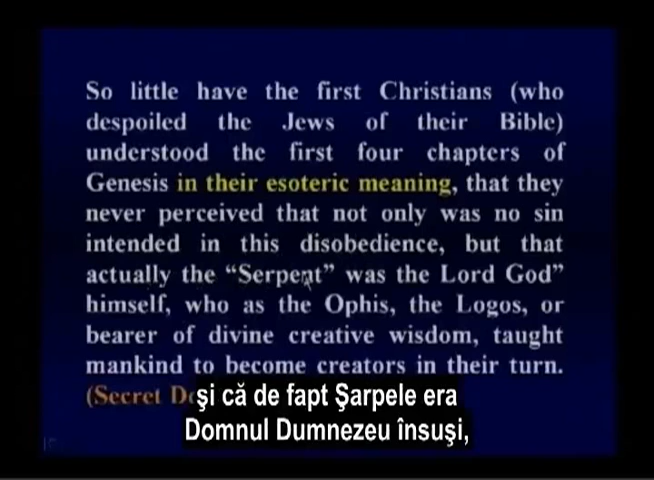 So little have the first Christians (who
despoiled the Jews of their Bible)
understood the first four chapters of
Genesis in their esoteric meaning, that they
never perceived that not only was no sin
intended in this disobedience, but that
actually the “Serpent” was the Lord God”
himself, who as the Ophis, the Logos, or
bearer of divine creative wisdom, taught
mankind to become creators in their turn.
(Secret
şi că de fapt Şarpele era
Domnul Dumnezeu însuşi,